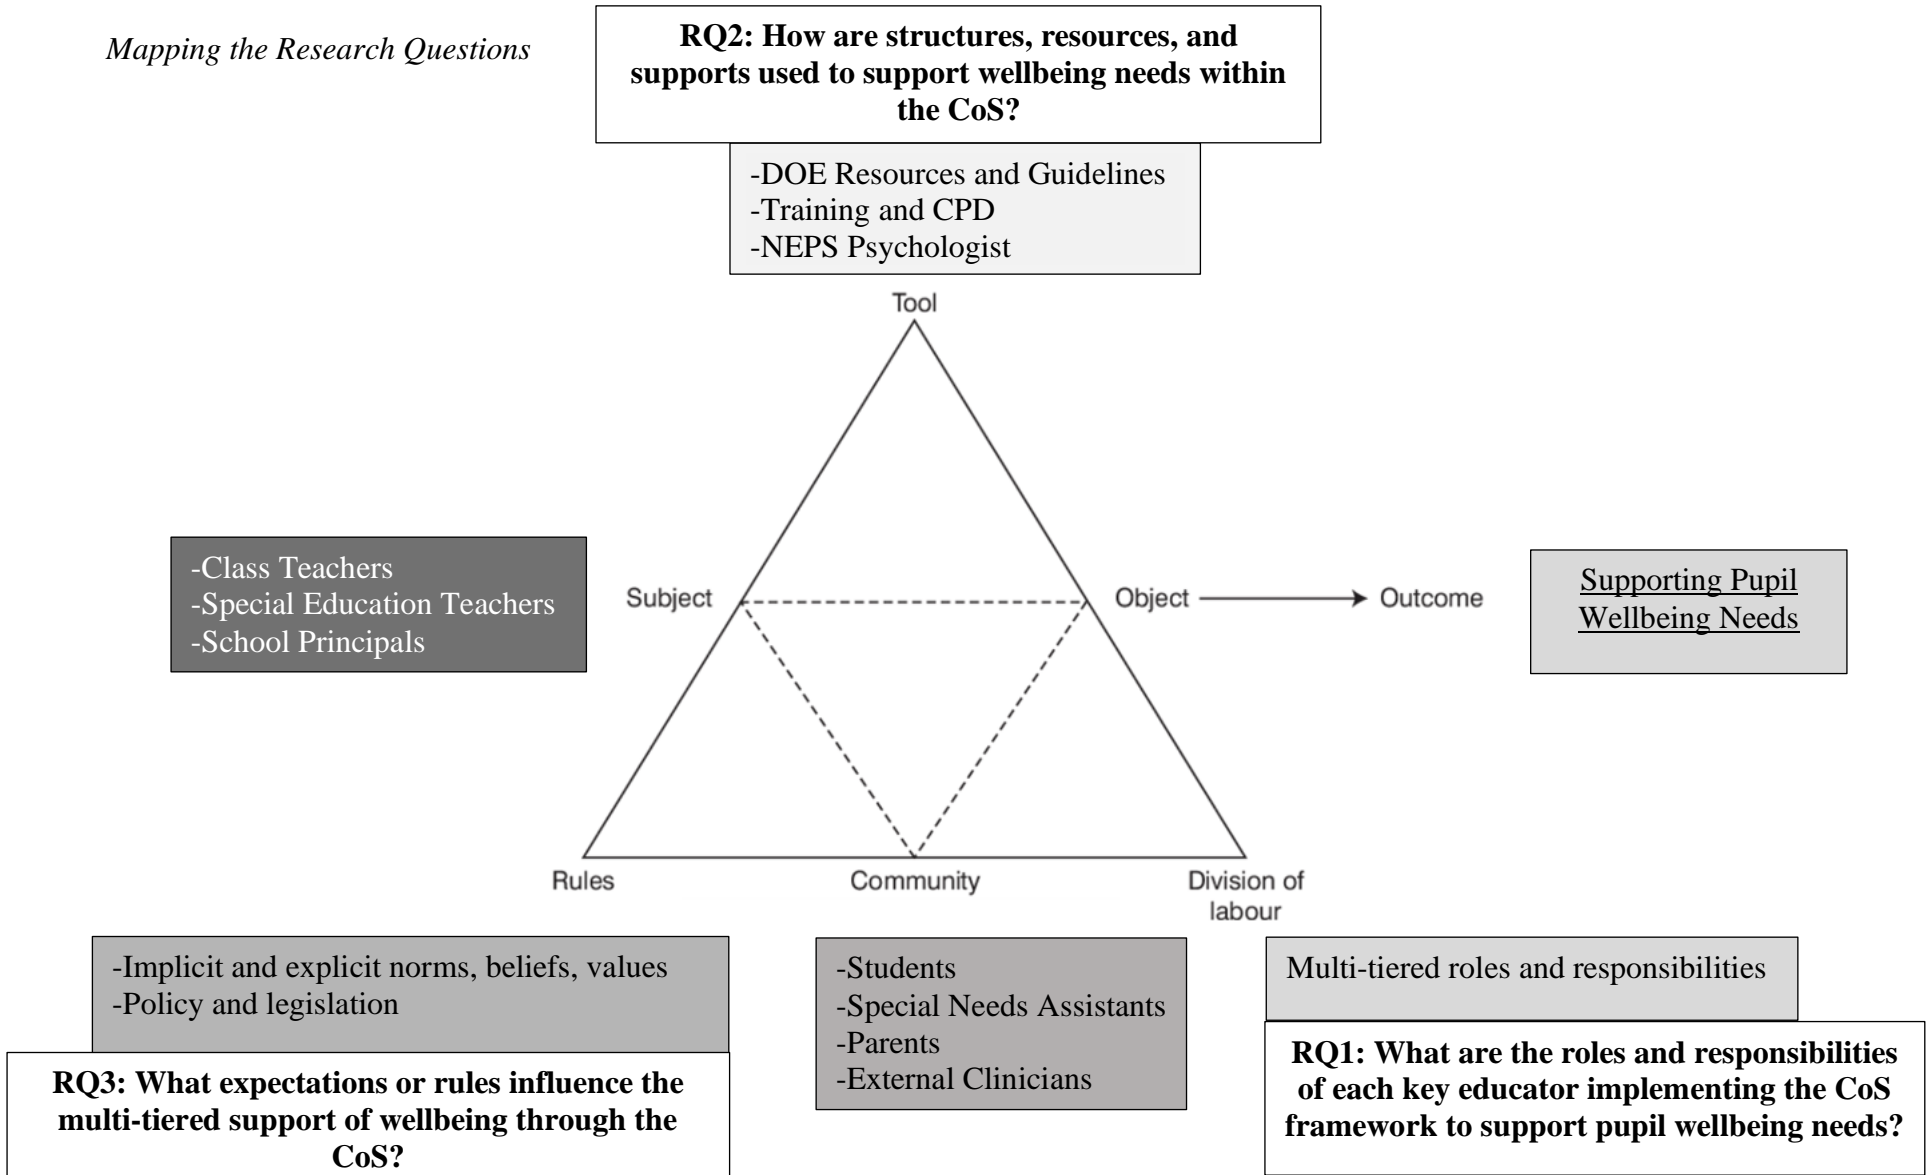 Mapping the Research Questions
RQ2: How are structures, resources, and
supports used to support wellbeing needs within
the CoS?
-DOE Resources and Guidelines
-Training and CPD
-NEPS Psychologist
Tool
-Class Teachers
-Special Education Teachers
-School Principals
Subject
Object
Outcome
Supporting Pupil
Wellbeing Needs
Rules
Community
Division of
labour
-Implicit and explicit norms, beliefs, values
-Policy and legislation
RQ3: What expectations or rules influence the
multi-tiered support of wellbeing through the
CoS?
-Students
-Special Needs Assistants
-Parents
-External Clinicians
Multi-tiered roles and responsibilities
RQ1: What are the roles and responsibilities
of each key educator implementing the CoS
framework to support pupil wellbeing needs?